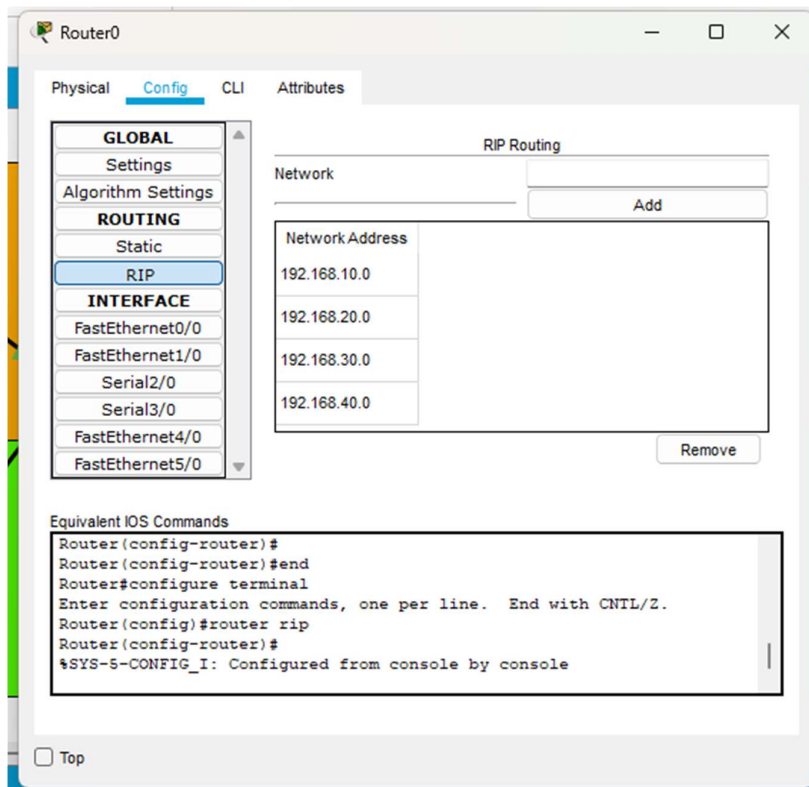 Router0
Physical Config CLI Attributes
GLOBAL
Settings
Algorithm Settings
ROUTING
Static
RIP
INTERFACE
FastEthernet0/0
FastEthernet1/0
Serial2/0
Serial3/0
FastEthernet4/0
FastEthernet5/0
RIP Routing
Network
Add
Network Address
192.168.10.0
192.168.20.0
192.168.30.0
192.168.40.0
Remove
Equivalent IOS Commands
Router(config-router)#
Router(config-router)#end
Router#configure terminal
Enter configuration commands, one per line.  End with CNTL/Z.
Router(config)#router rip
Router(config-router)#
%SYS-5-CONFIG_I: Configured from console by console
Top